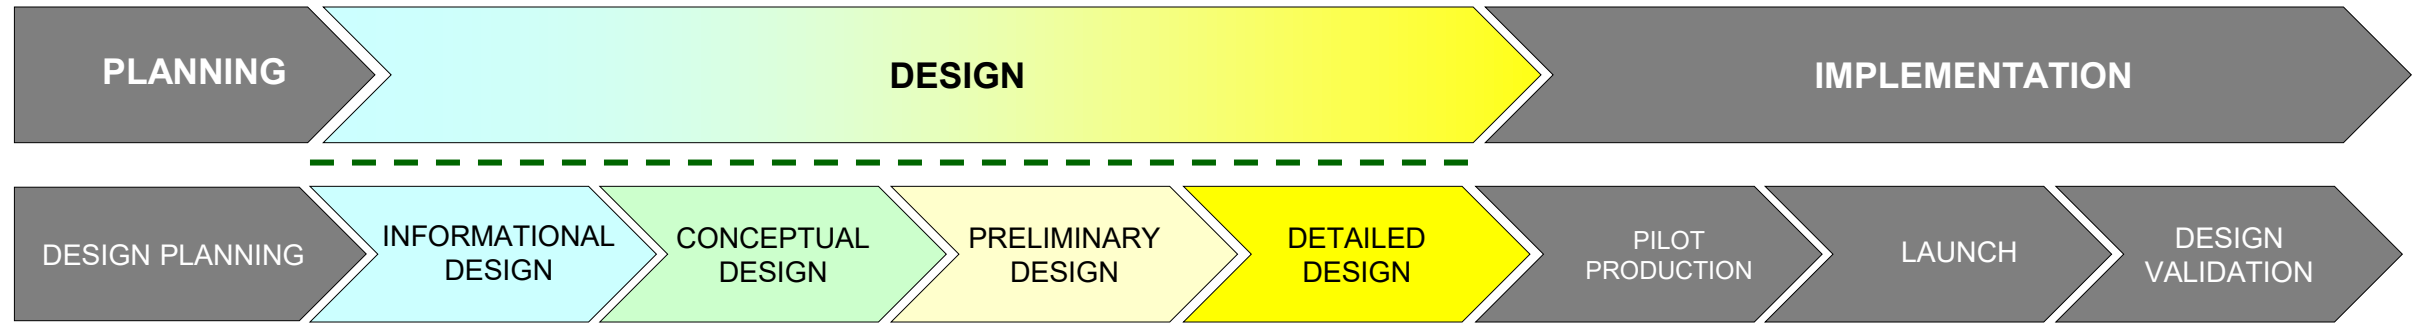 PLANNING
DESIGN
IMPLEMENTATION
DESIGN PLANNING
INFORMATIONAL
DESIGN
CONCEPTUAL
DESIGN
PRELIMINARY
DESIGN
DETAILED
DESIGN
PILOT
PRODUCTION
LAUNCH
DESIGN
VALIDATION